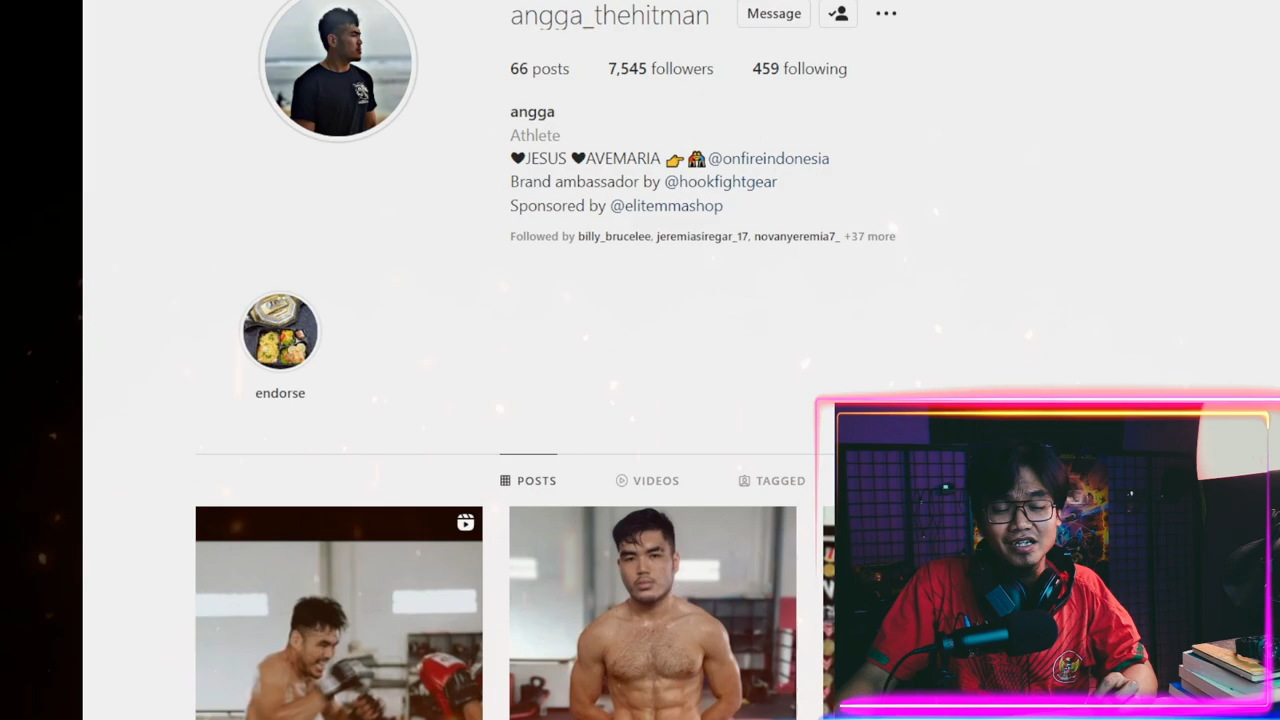 angga_thehitman Message
66 posts 7,545 followers 459 following
angga
Athlete
🖤JESUS 🖤AVEMARIA 👉🙏@onfireindonesia
Brand ambassador by @hookfightgear
Sponsored by @elitemmashop
Followed by billy_brucelee, jeremiasiregar_17, novanyeremia7_ +37 more
endorse
POSTS VIDEOS TAGGED